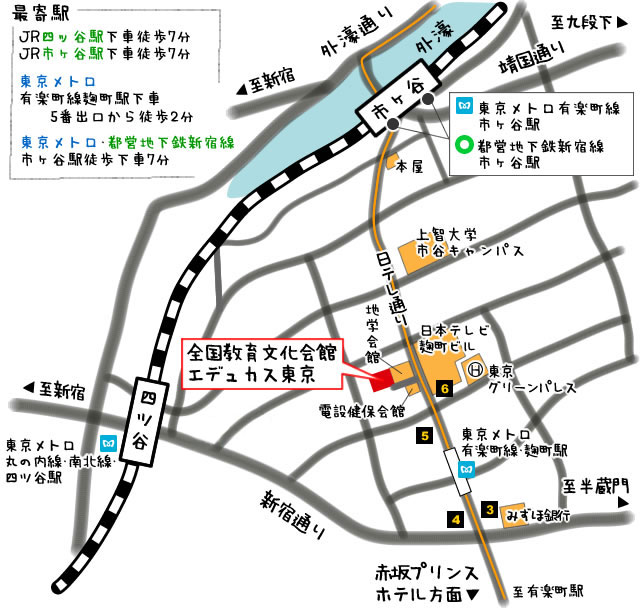 最寄駅
JR四ッ谷駅下車徒歩7分
JR市ヶ谷駅下車徒歩7分
東京メトロ
有楽町線麹町駅下車
5番出口から徒歩2分
東京メトロ・都営地下鉄新宿線
市ヶ谷駅徒歩下車7分
外濠通り
外濠
至九段下▶
靖国通り
◀至新宿
市ヶ谷
東京メトロ有楽町線
市ヶ谷駅
都営地下鉄新宿線
市ヶ谷駅
本屋
上智大学
市谷キャンパス
日テレ通り
地学会館
日本テレビ
麹町ビル
全国教育文化会館
エデュカス東京
H
東京
グリーンパレス
6
電設健保会館
◀至新宿
四ツ谷
東京メトロ
丸の内線・南北線・
四ツ谷駅
5
東京メトロ
有楽町線・麹町駅
新宿通り
至半蔵門
▶
4
3
みずほ銀行
赤坂プリンス
ホテル方面▼
至有楽町駅